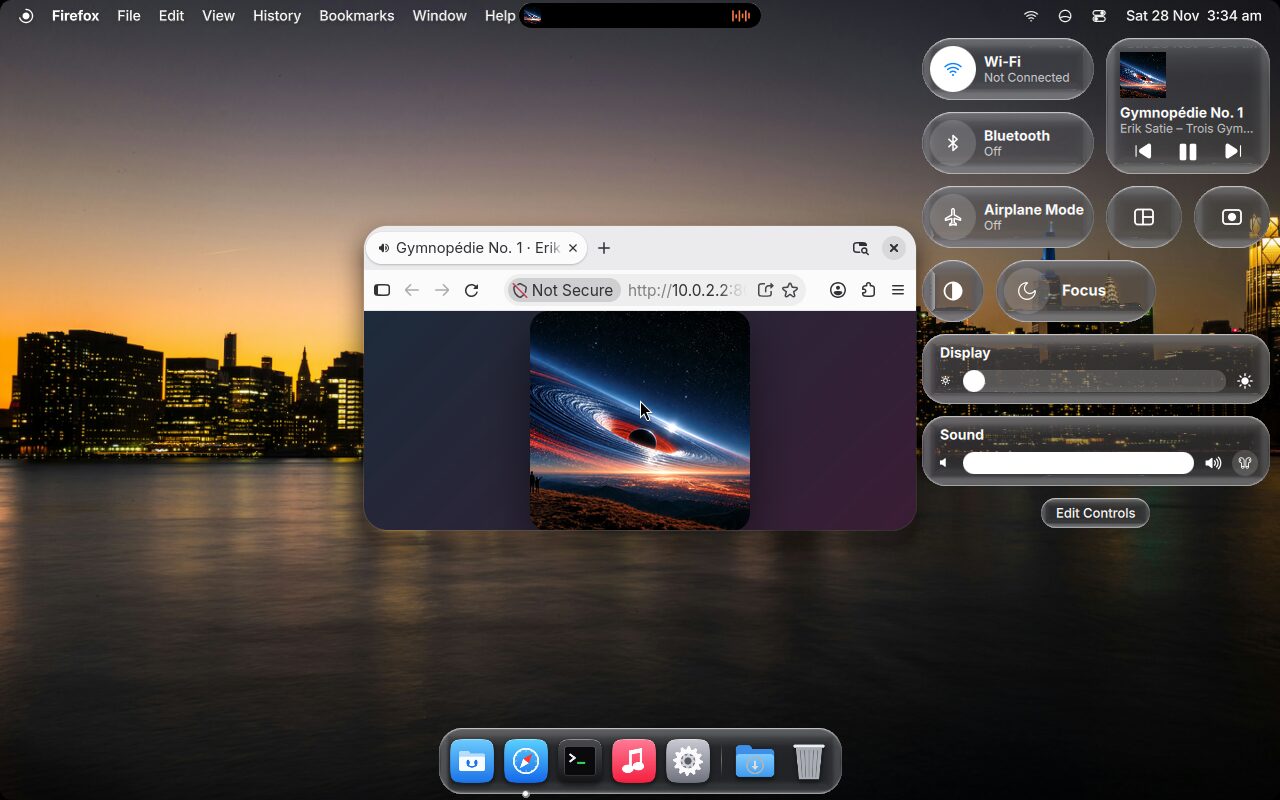 Firefox File Edit View History Bookmarks Window Help
Sat 28 Nov 3:34 am
Wi-Fi
Not Connected
Gymnopédie No. 1
Erik Satie – Trois Gym...
Bluetooth
Off
Airplane Mode
Off
Gymnopédie No. 1 · Erik
Not Secure http://10.0.2.2:8
Focus
Display
Sound
Edit Controls